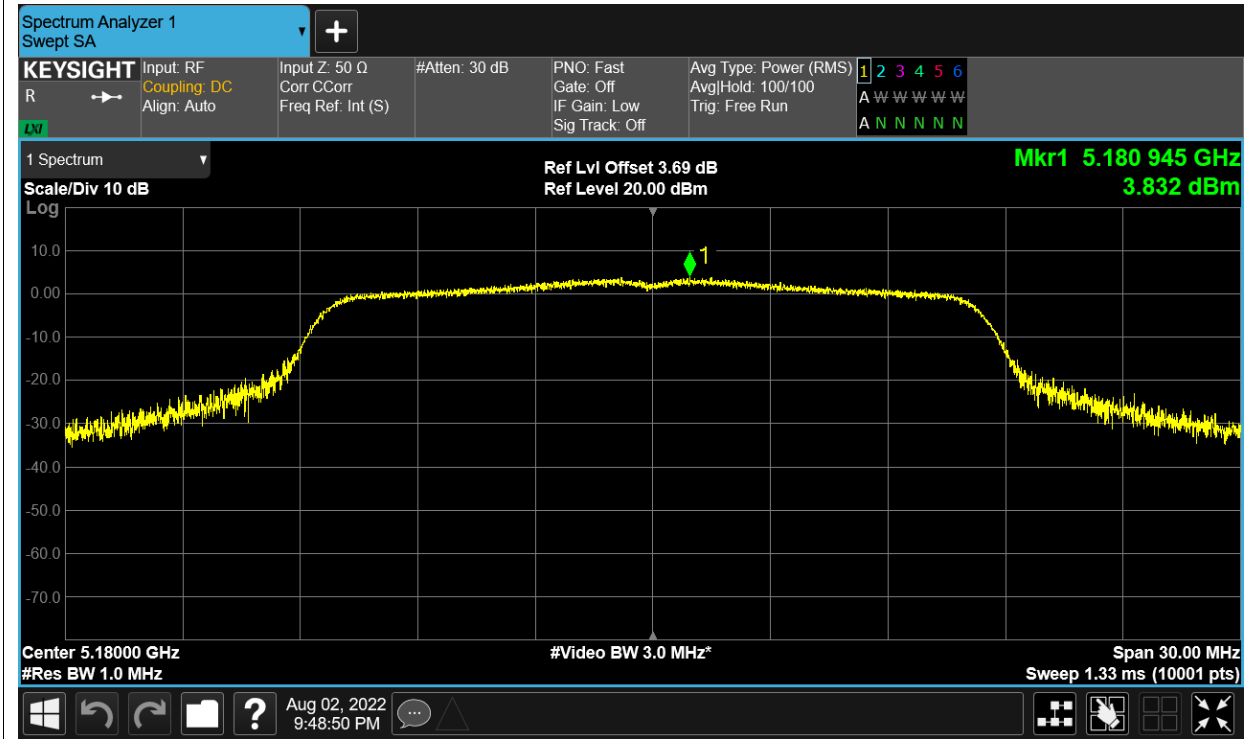 Spectrum Analyzer 1
Swept SA
KEYSIGHT
R
LXI
Input: RF
Coupling: DC
Align: Auto
Input Z: 50 Ω
Corr CCorr
Freq Ref: Int (S)
#Atten: 30 dB
PNO: Fast
Gate: Off
IF Gain: Low
Sig Track: Off
Avg Type: Power (RMS)
Avg|Hold: 100/100
Trig: Free Run
1 2 3 4 5 6
A W W W W W
A N N N N N
1 Spectrum
Scale/Div 10 dB
Log
Ref Lvl Offset 3.69 dB
Ref Level 20.00 dBm
Mkr1 5.180 945 GHz
3.832 dBm
1
10.0
0.00
-10.0
-20.0
-30.0
-40.0
-50.0
-60.0
-70.0
Center 5.18000 GHz
#Res BW 1.0 MHz
#Video BW 3.0 MHz*
Span 30.00 MHz
Sweep 1.33 ms (10001 pts)
?
Aug 02, 2022
9:48:50 PM